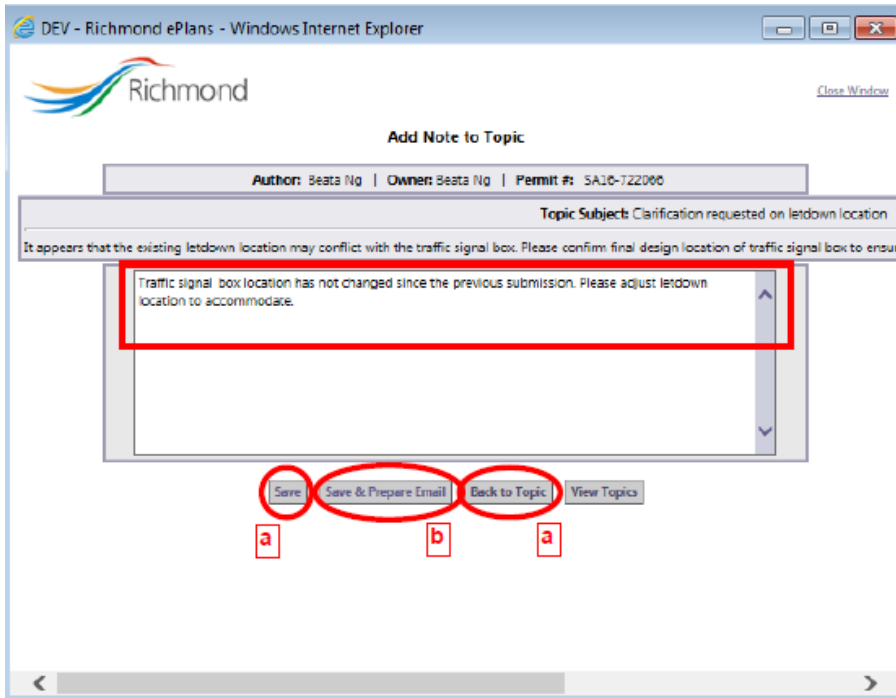 DEV - Richmond ePlans - Windows Internet Explorer
Richmond
Close Window
Add Note to Topic
Author: Beata Ng | Owner: Beata Ng | Permit #: SA16-722066
Topic Subject: Clarification requested on letdown location
It appears that the existing letdown location may conflict with the traffic signal box. Please confirm final design location of traffic signal box to ensu
Traffic signal box location has not changed since the previous submission. Please adjust letdown
location to accommodate.
Save Save & Prepare Email Back to Topic View Topics
a b a